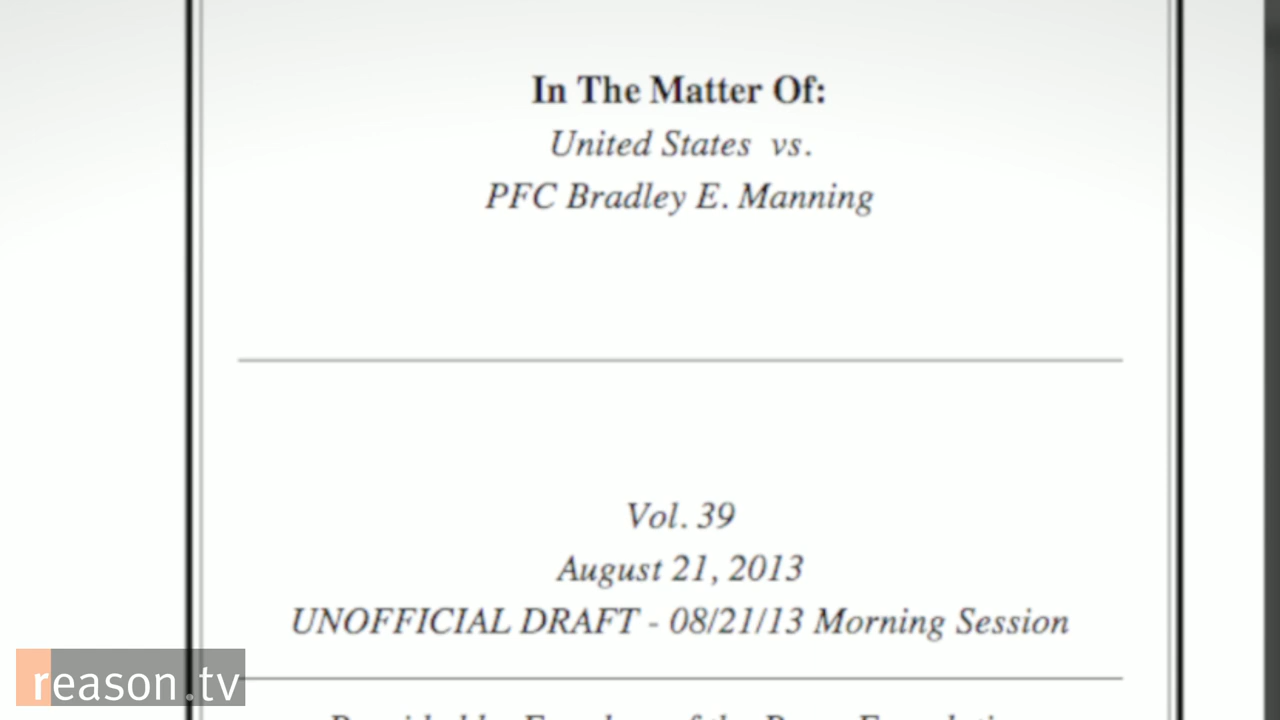 In The Matter Of:
United States vs.
PFC Bradley E. Manning
Vol. 39
August 21, 2013
UNOFFICIAL DRAFT - 08/21/13 Morning Session
reason.tv